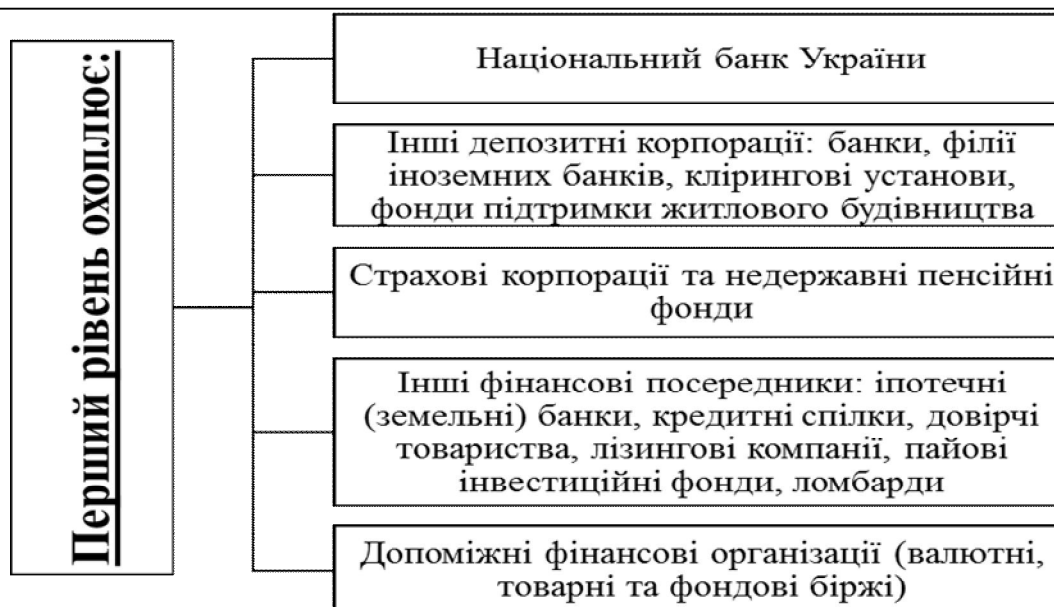 Перший рівень охоплює:
Національний банк України
Інші депозитні корпорації: банки, філії
іноземних банків, клірингові установи,
фонди підтримки житлового будівництва
Страхові корпорації та недержавні пенсійні
фонди
Інші фінансові посередники: іпотечні
(земельні) банки, кредитні спілки, довірчі
товариства, лізингові компанії, пайові
інвестиційні фонди, ломбарди
Допоміжні фінансові організації (валютні,
товарні та фондові біржі)